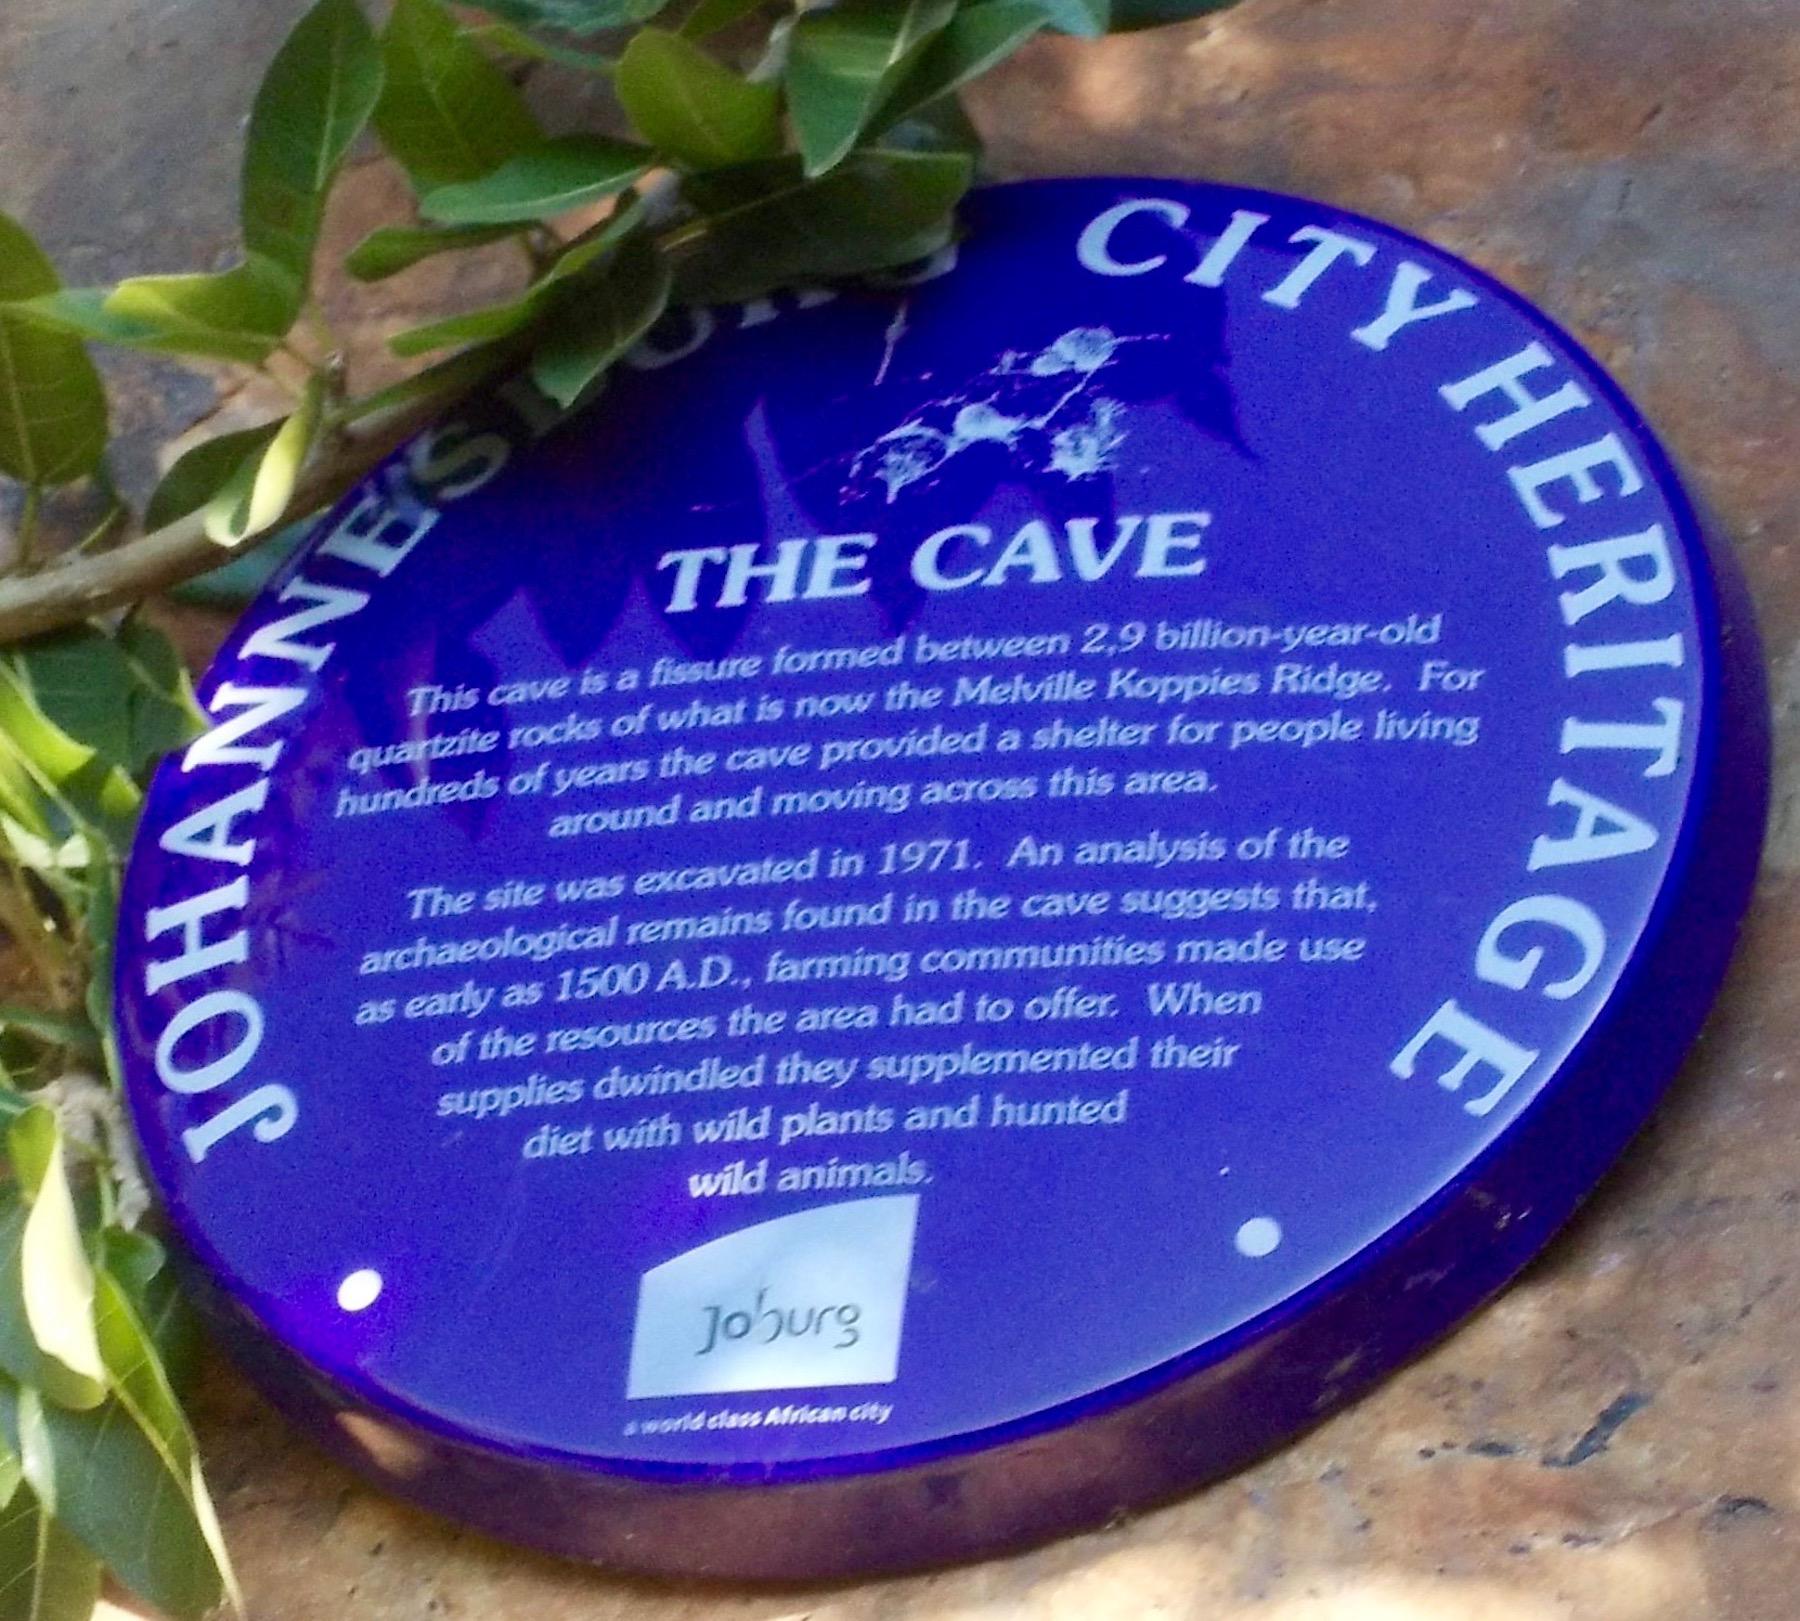 JOHANNESBURG CITY HERITAGE
THE CAVE
This cave is a fissure formed between 2,9 billion-year-old
quartzite rocks of what is now the Melville Koppies Ridge. For
hundreds of years the cave provided a shelter for people living
around and moving across this area.
The site was excavated in 1971. An analysis of the
archaeological remains found in the cave suggests that,
as early as 1500 A.D., farming communities made use
of the resources the area had to offer. When
supplies dwindled they supplemented their
diet with wild plants and hunted
wild animals.
Joburg
a world class African city